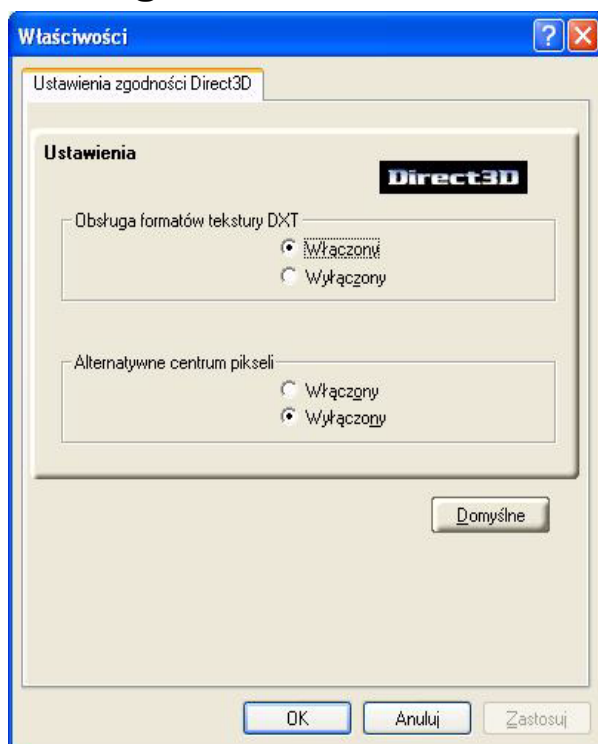 Właściwości
Ustawienia zgodności Direct3D
Ustawienia
Direct3D
Obsługa formatów tekstury DXT
Włączony
Wyłączony
Alternatywne centrum pikseli
Włączony
Wyłączony
Domyślne
OK
Anuluj
Zastosuj